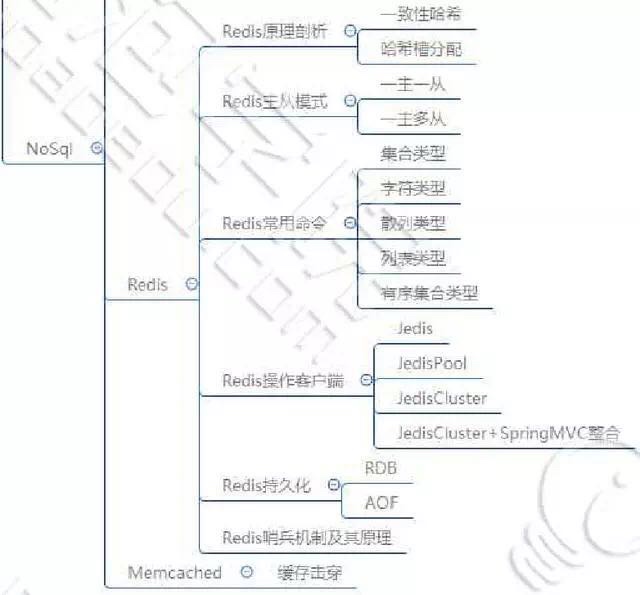 NoSql
Redis
Redis原理剖析
一致性哈希
哈希槽分配
Redis主从模式
一主一从
一主多从
Redis常用命令
集合类型
字符类型
散列类型
列表类型
有序集合类型
Redis操作客户端
Jedis
JedisPool
JedisCluster
JedisCluster+SpringMVC整合
Redis持久化
RDB
AOF
Redis哨兵机制及其原理
Memcached
缓存击穿